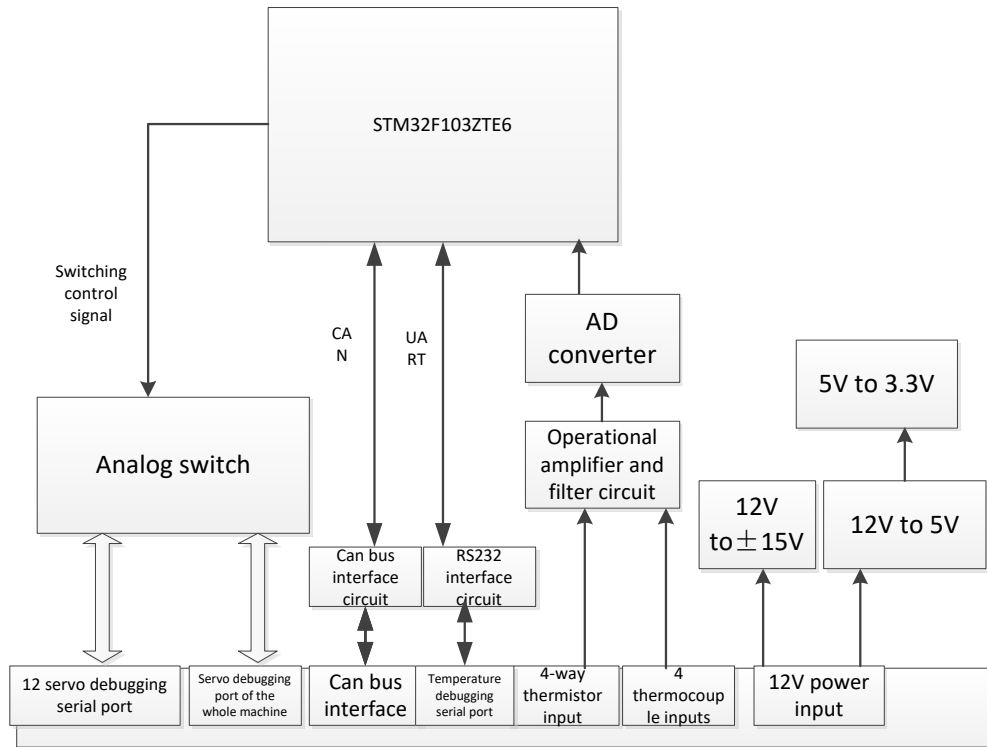 STM32F103ZTE6
Switching
control
signal
CA
N
UA
RT
AD
converter
5V to 3.3V
Analog switch
Operational
amplifier and
filter circuit
12V
to±15V
12V to 5V
Can bus
interface
circuit
RS232
interface
circuit
12 servo debugging
serial port
Servo debugging
port of the
whole machine
Can bus
interface
Temperature
debugging
serial port
4-way
thermistor
input
4
thermocoup
le inputs
12V power
input